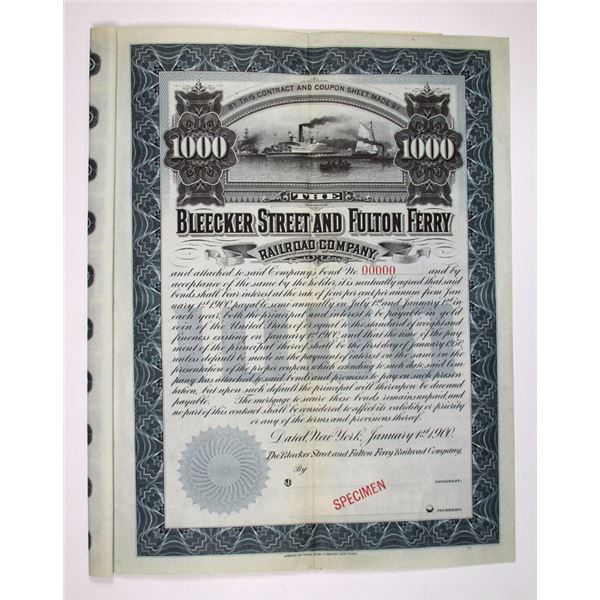 BY THIS CONTRACT AND COUPON SHEET, MADE BY
1000 1000
THE
BLEECKER STREET AND FULTON FERRY
RAILROAD COMPANY,
and attached to said Company's bond No. 00000 and by
acceptance of the same by the holder, it is mutually agreed that said
bonds shall bear interest at the rate of four per cent per annum from Jan-
uary 1st 1900, payable semi-annually on July 1st and January 1st in
each year, both the principal and interest to be payable in gold
coin of the United States of or equal to the standard of weight and
fineness existent on January 1st 1900, and that the time of the pay-
ment of the principal thereof shall be the first day of January 1950,
unless default be made in the payment of interest on the same on the
presentation of the proper coupons, which extending to such date, said Com-
pany has attached to said bonds and promises to pay on such presen-
tation, but upon such default the principal will thereupon be due and
payable. The mortgage to secure these bonds remains unpaid, and
no part of this contract shall be considered to affect its validity or priority
or any of the terms and provisions thereof.
Dated, New York, January 1st 1900.
The Bleecker Street and Fulton Ferry Railroad Company,
By
PRESIDENT.
SPECIMEN
SECRETARY.